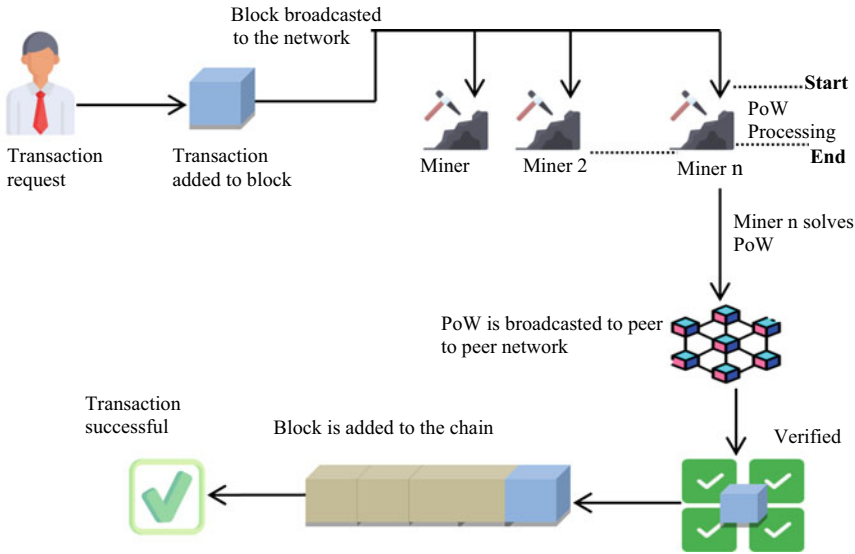 Block broadcasted
to the network
Start
PoW
Processing
End
Transaction
request
Transaction
added to block
Miner
Miner 2
Miner n
Miner n solves
PoW
PoW is broadcasted to peer
to peer network
Transaction
successful
Block is added to the chain
Verified